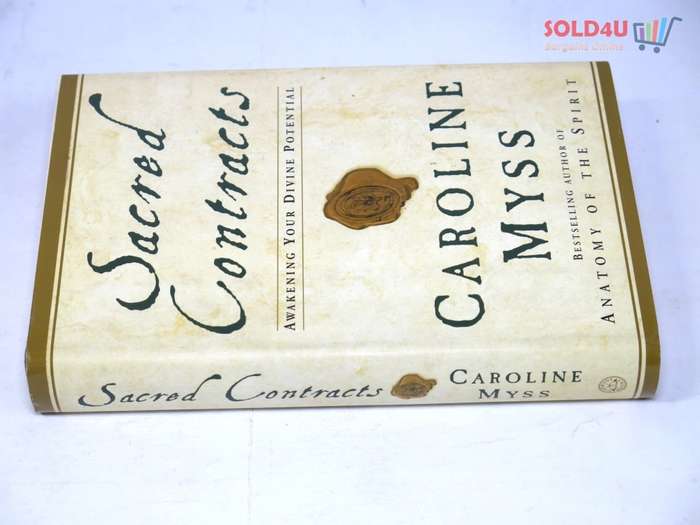 SOLD4U
Bargains Online
Sacred
Contracts
AWAKENING YOUR DIVINE POTENTIAL
CAROLINE
MYSS
BESTSELLING AUTHOR OF
ANATOMY OF THE SPIRIT
Sacred Contracts
CAROLINE
MYSS